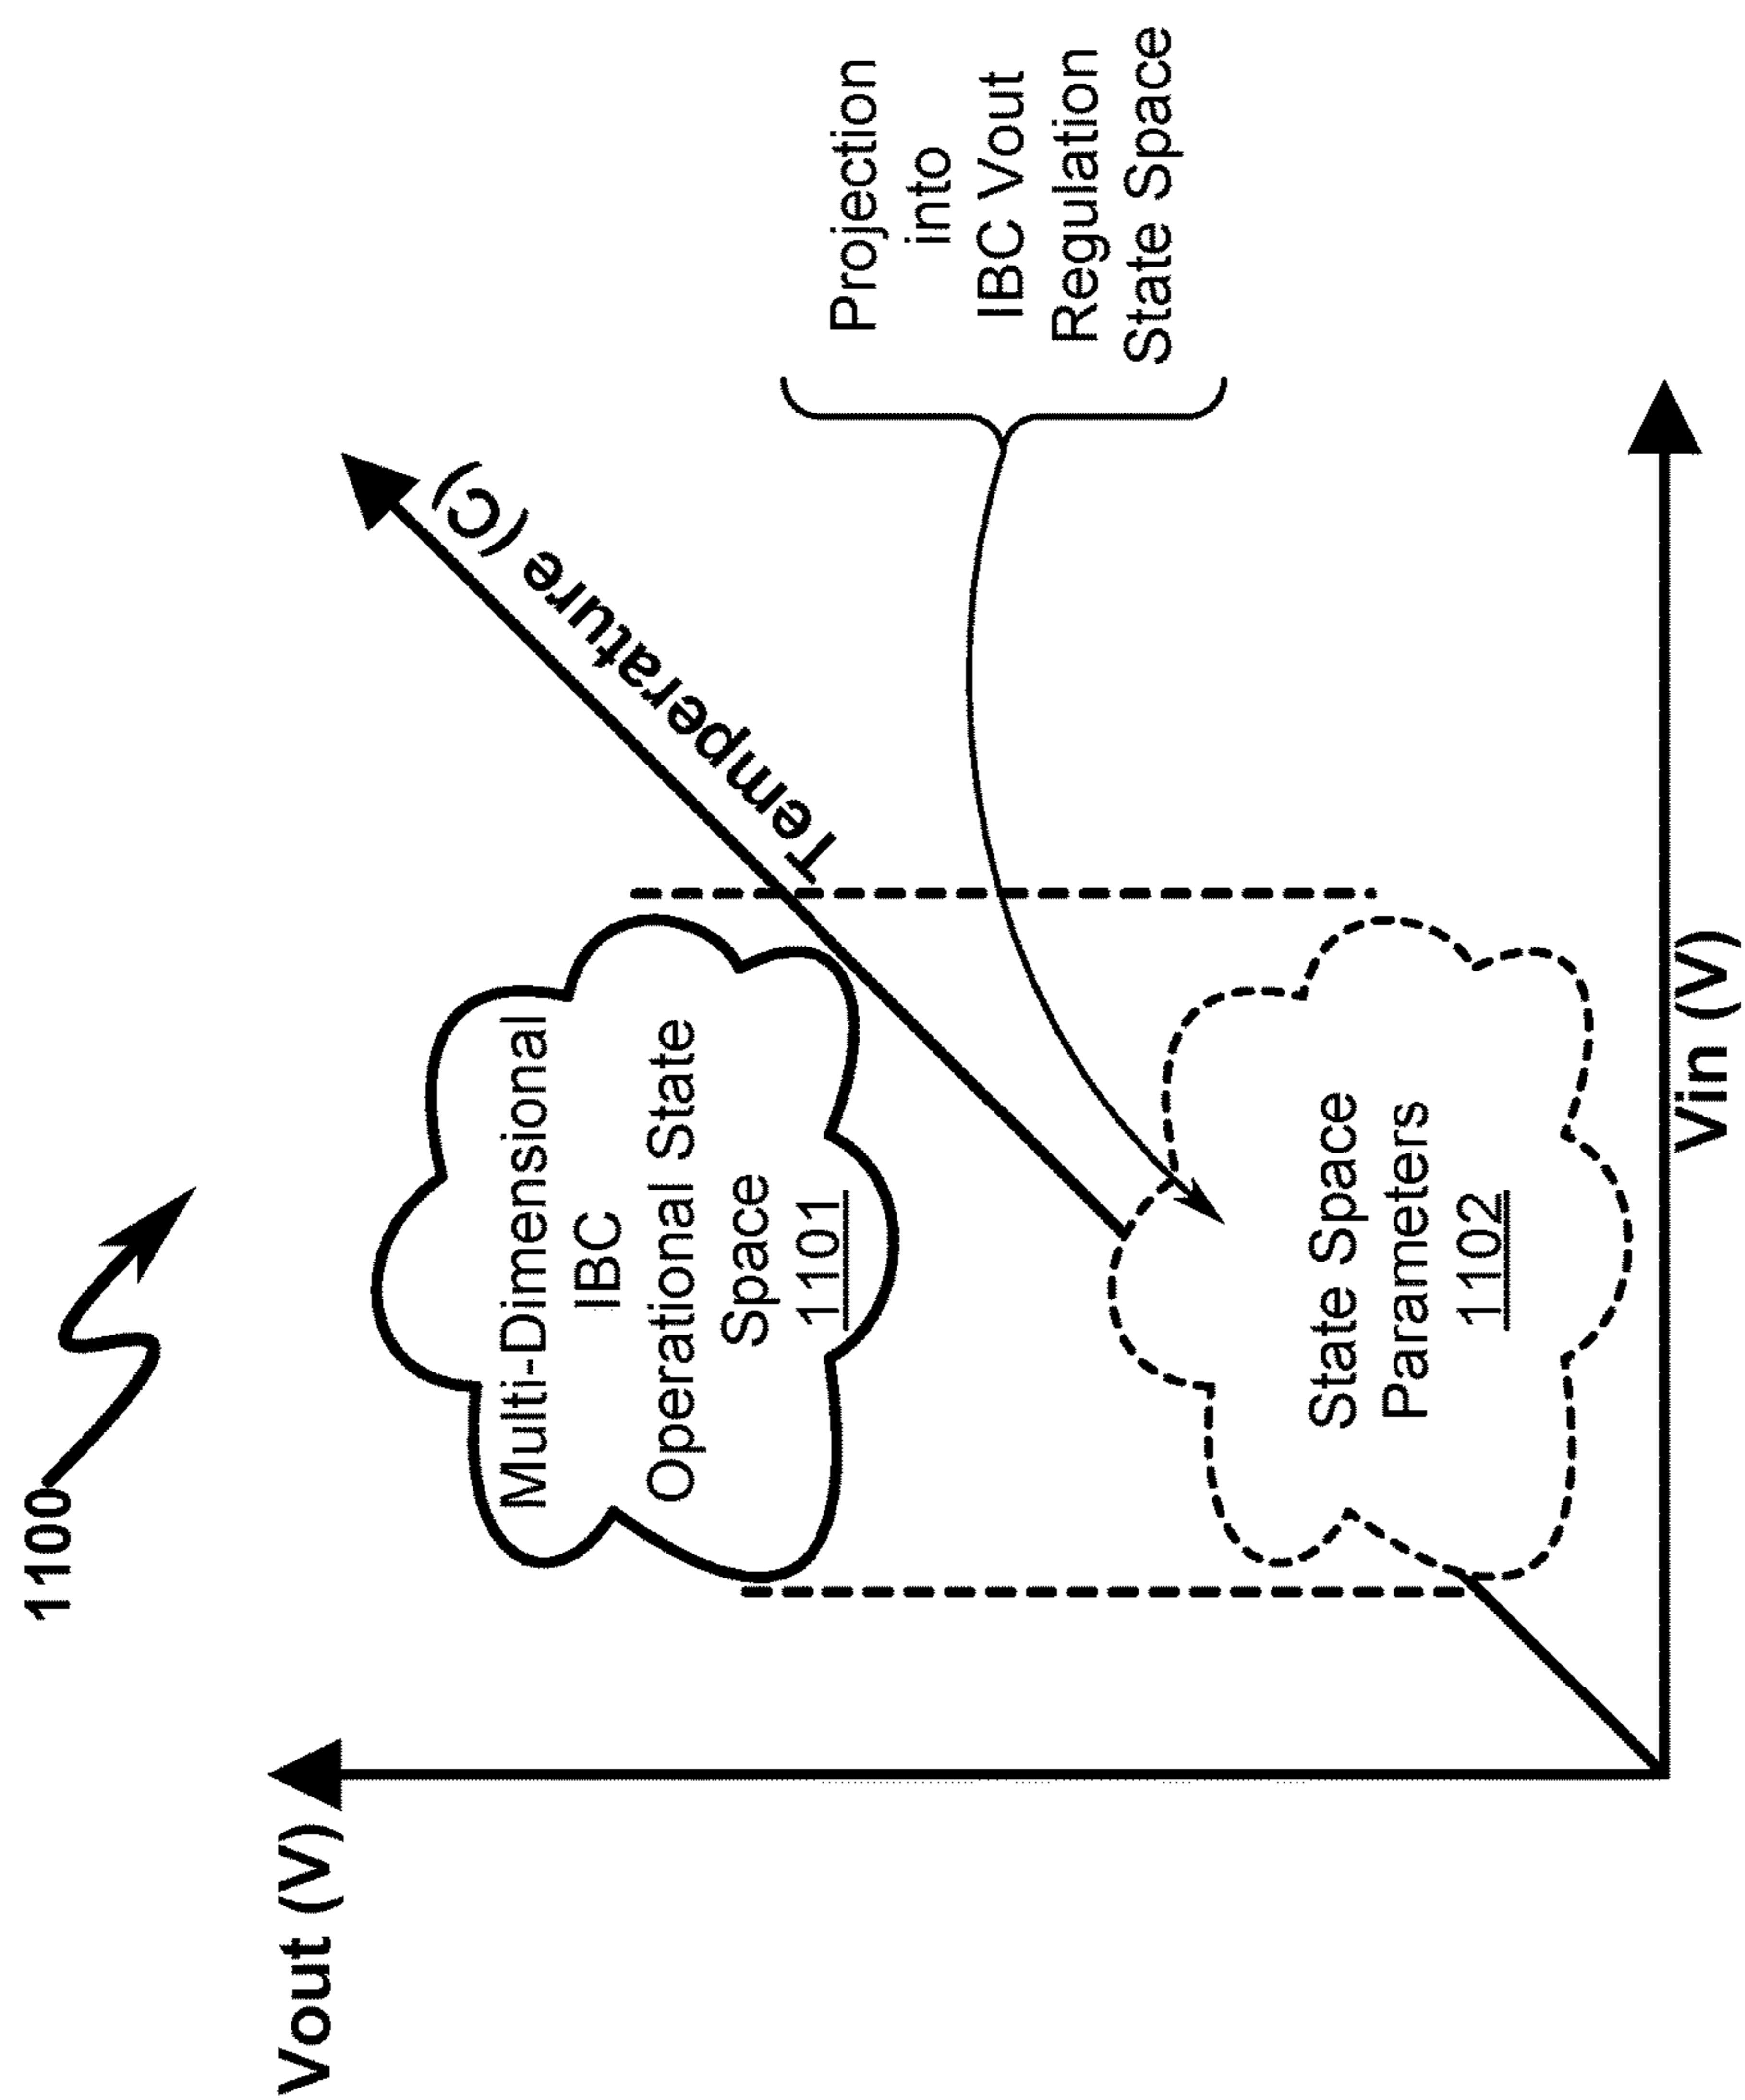 1100
Vout (V)
Multi-Dimensional
IBC
Operational State
Space
1101
Temperature (C)
Projection
into
IBC Vout
Regulation
State Space
State Space
Parameters
1102
Vin (V)